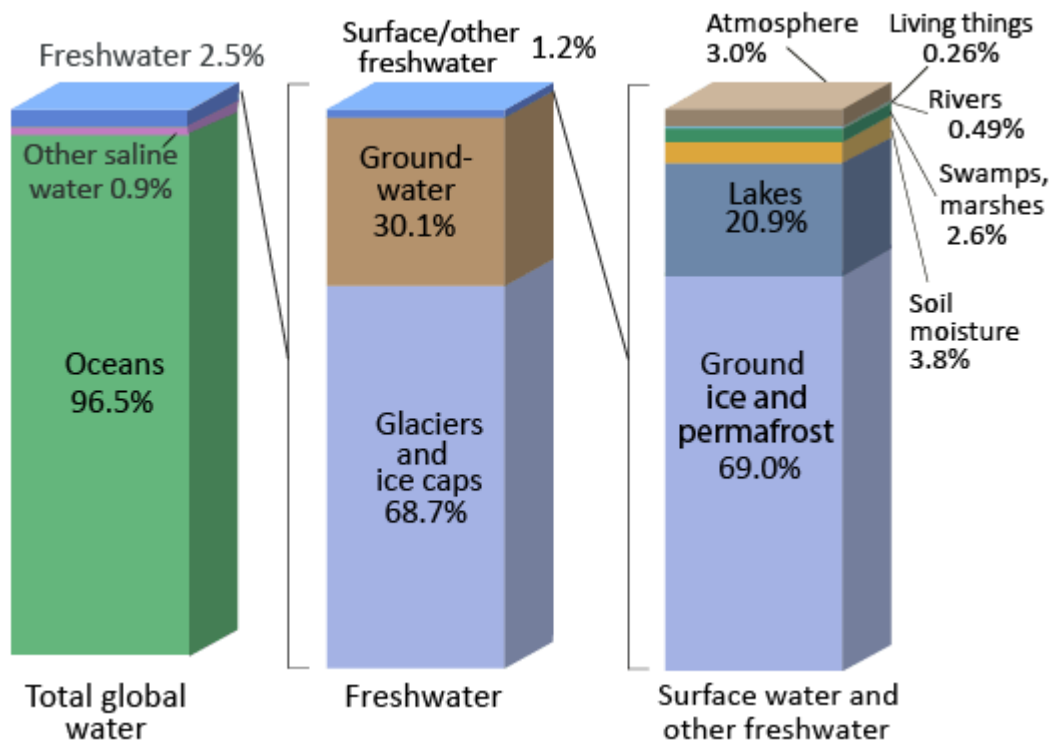 Freshwater 2.5%
Other saline
water 0.9%
Oceans
96.5%
Total global
water
Surface/other
freshwater
1.2%
Ground-
water
30.1%
Glaciers
and
ice caps
68.7%
Freshwater
Atmosphere
3.0%
Living things
0.26%
Rivers
0.49%
Swamps,
marshes
2.6%
Soil
moisture
3.8%
Lakes
20.9%
Ground
ice and
permafrost
69.0%
Surface water and
other freshwater